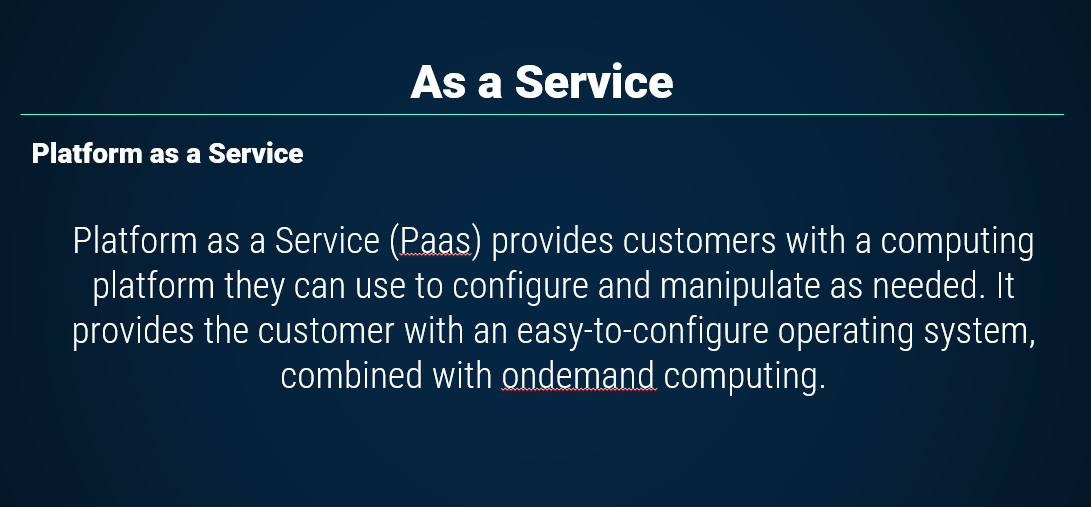 As a Service
Platform as a Service
Platform as a Service (Paas) provides customers with a computing
platform they can use to configure and manipulate as needed. It
provides the customer with an easy-to-configure operating system,
combined with ondemand computing.